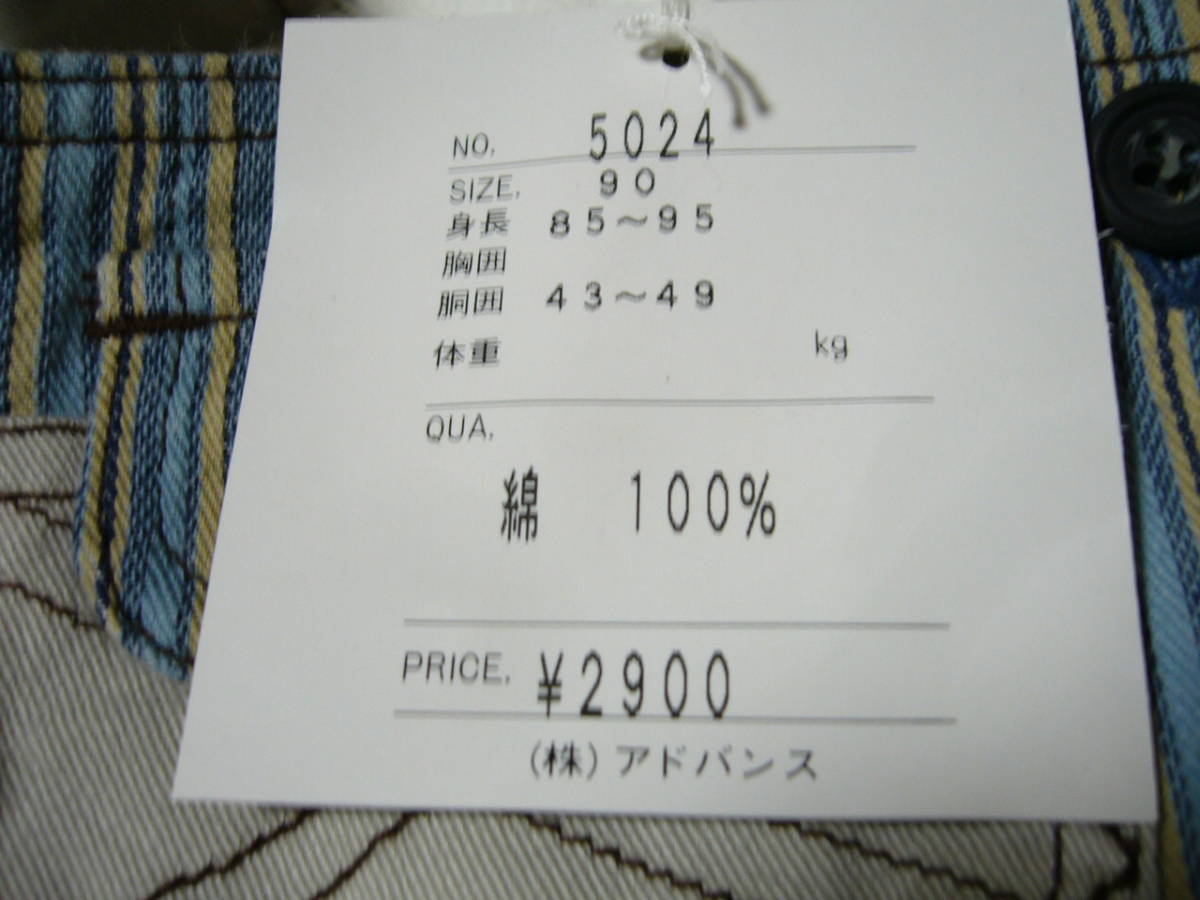 NO. 5024
SIZE. 90
身長 85～95
胸囲
胴囲 43～49
体重 kg
QUA.
綿 100%
PRICE. ¥2900
(株)アドバンス